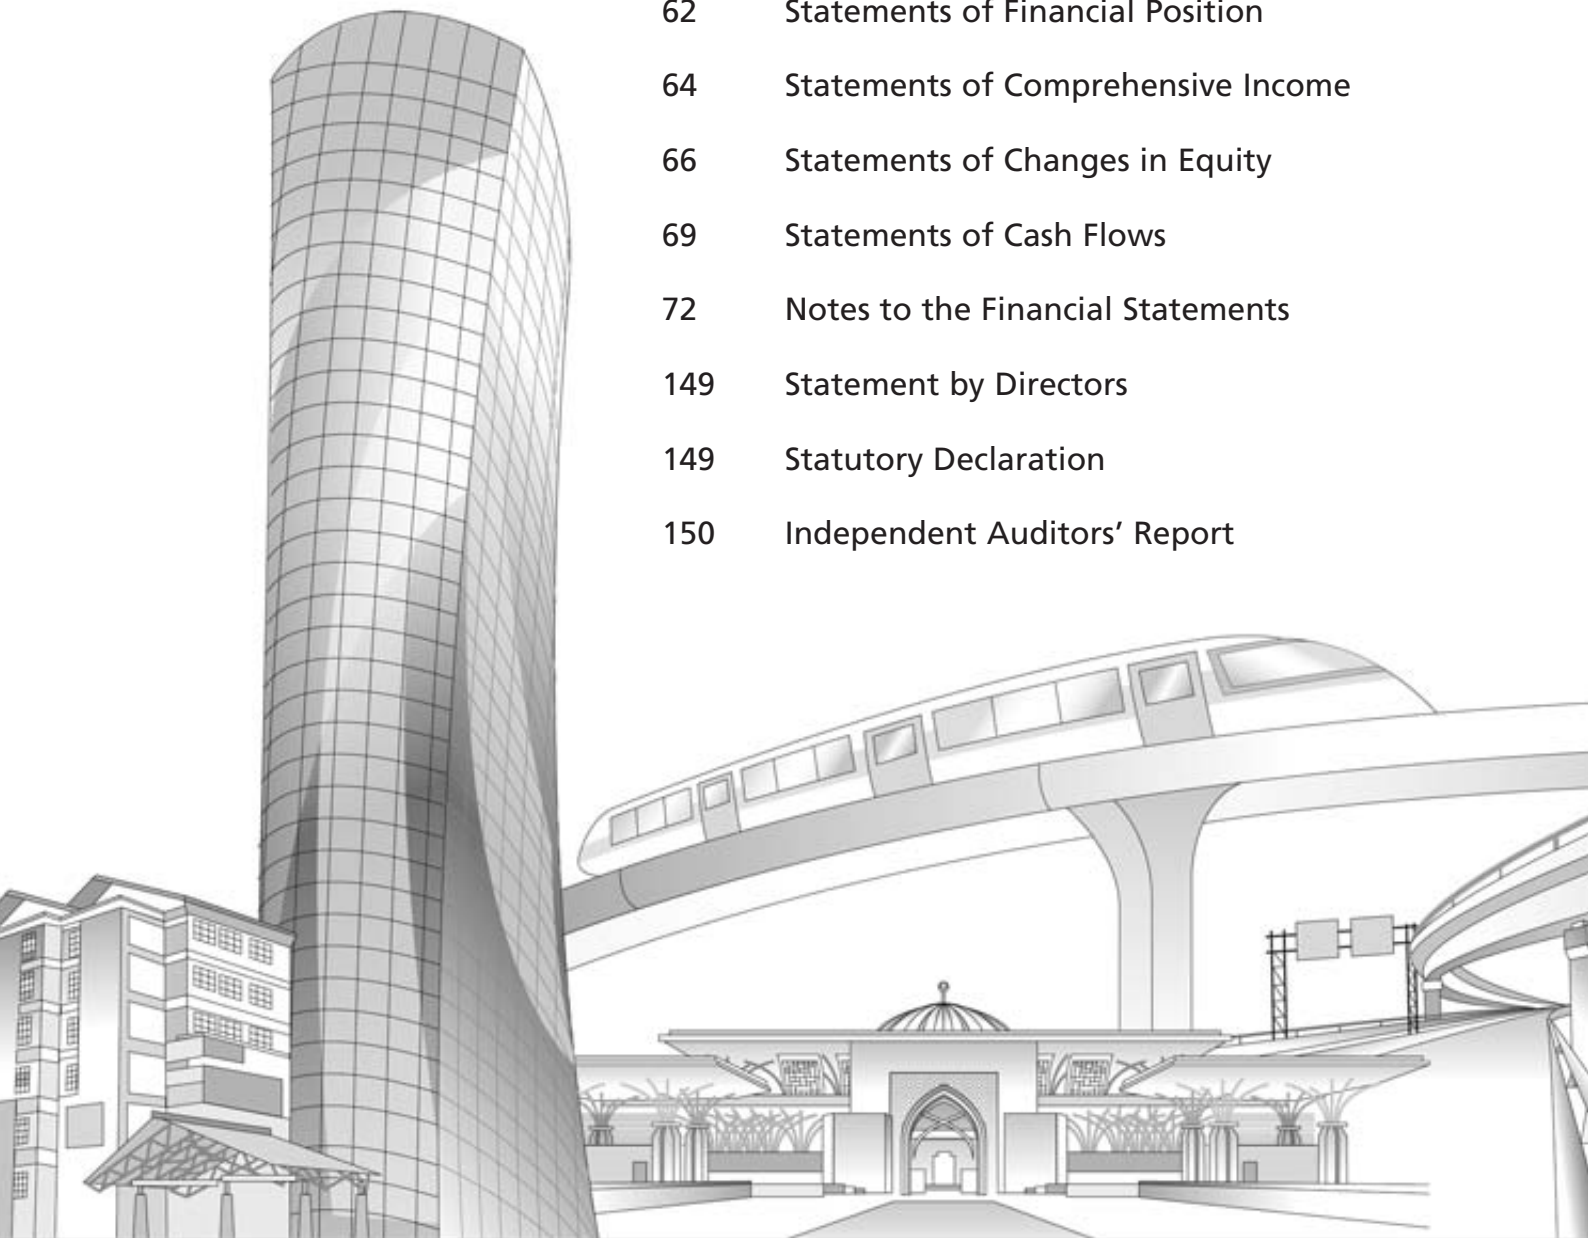 62 Statements of Financial Position
64 Statements of Comprehensive Income
66 Statements of Changes in Equity
69 Statements of Cash Flows
72 Notes to the Financial Statements
149 Statement by Directors
149 Statutory Declaration
150 Independent Auditors’ Report